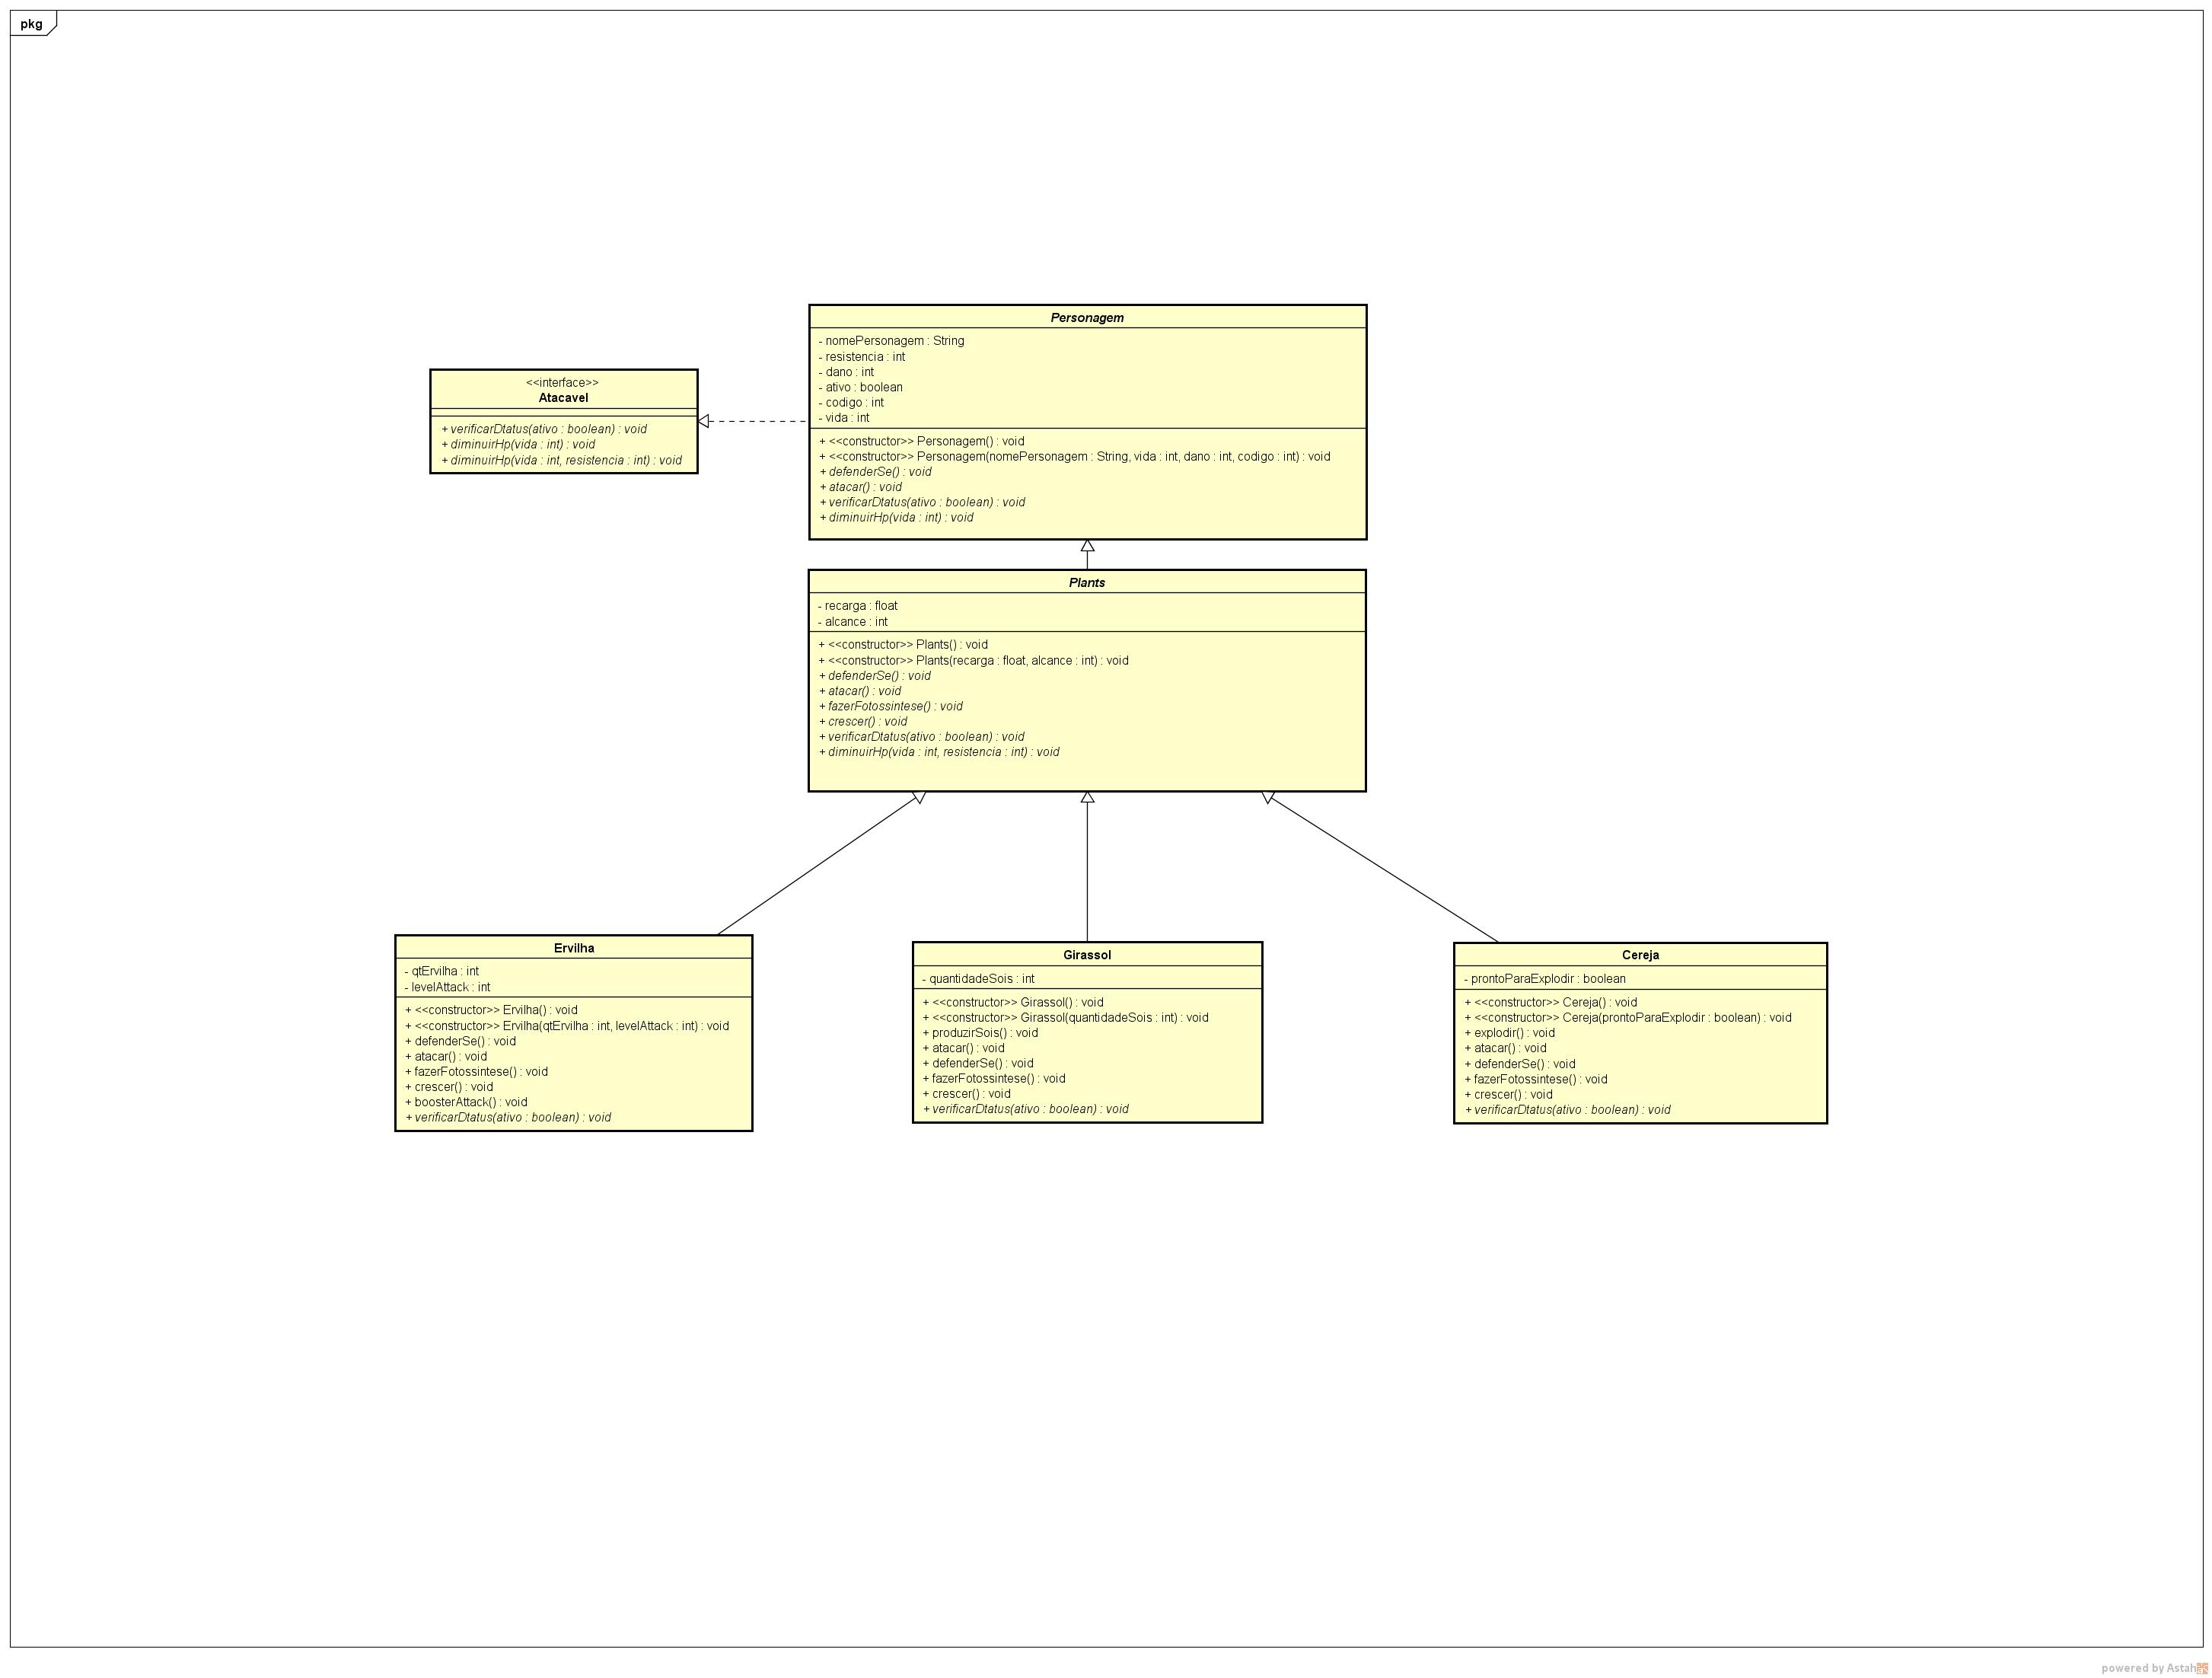 pkg
Personagem
- nomePersonagem : String
- resistencia : int
- dano : int
- ativo : boolean
- codigo : int
- vida : int
+ <<constructor>> Personagem() : void
+ <<constructor>> Personagem(nomePersonagem : String, vida : int, dano : int, codigo : int) : void
+ defenderSe() : void
+ atacar() : void
+ verificarDtatus(ativo : boolean) : void
+ diminuirHp(vida : int) : void
<<interface>>
Atacavel
+ verificarDtatus(ativo : boolean) : void
+ diminuirHp(vida : int) : void
+ diminuirHp(vida : int, resistencia : int) : void
Plants
- recarga : float
- alcance : int
+ <<constructor>> Plants() : void
+ <<constructor>> Plants(recarga : float, alcance : int) : void
+ defenderSe() : void
+ atacar() : void
+ fazerFotossintese() : void
+ crescer() : void
+ verificarDtatus(ativo : boolean) : void
+ diminuirHp(vida : int, resistencia : int) : void
Ervilha
- qtErvilha : int
- levelAttack : int
+ <<constructor>> Ervilha() : void
+ <<constructor>> Ervilha(qtErvilha : int, levelAttack : int) : void
+ defenderSe() : void
+ atacar() : void
+ fazerFotossintese() : void
+ crescer() : void
+ boosterAttack() : void
+ verificarDtatus(ativo : boolean) : void
Girassol
- quantidadeSois : int
+ <<constructor>> Girassol() : void
+ <<constructor>> Girassol(quantidadeSois : int) : void
+ produzirSois() : void
+ atacar() : void
+ defenderSe() : void
+ fazerFotossintese() : void
+ crescer() : void
+ verificarDtatus(ativo : boolean) : void
Cereja
- prontoParaExplodir : boolean
+ <<constructor>> Cereja() : void
+ <<constructor>> Cereja(prontoParaExplodir : boolean) : void
+ explodir() : void
+ atacar() : void
+ defenderSe() : void
+ fazerFotossintese() : void
+ crescer() : void
+ verificarDtatus(ativo : boolean) : void
powered by Astah